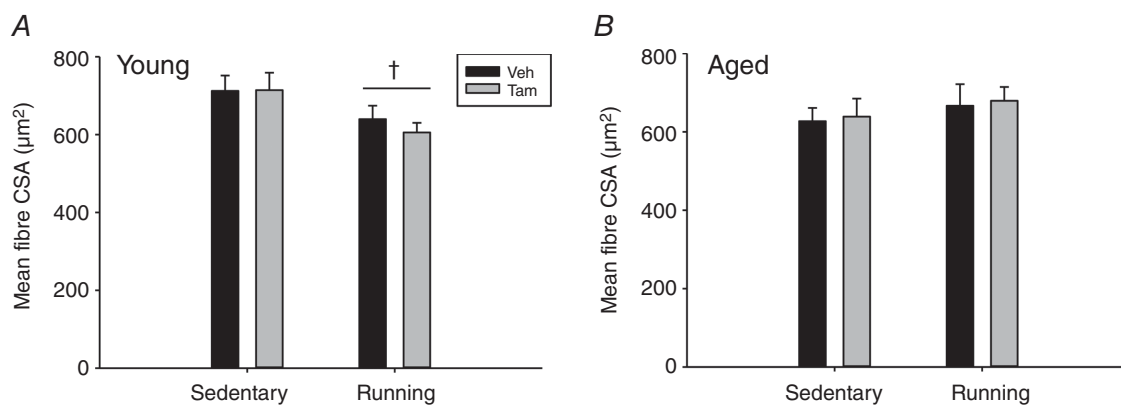 A
Mean fibre CSA (μm²)
800
600
400
200
0
Young
†
Veh
Tam
Sedentary
Running
B
Mean fibre CSA (μm²)
800
600
400
200
0
Aged
Sedentary
Running